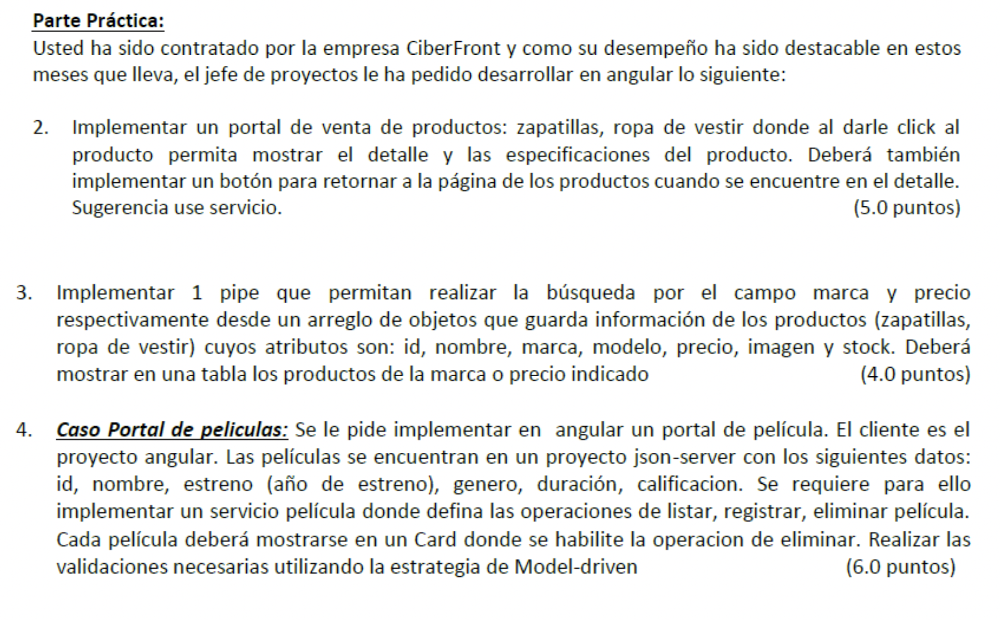 Parte Práctica:
Usted ha sido contratado por la empresa CiberFront y como su desempeño ha sido destacable en estos
meses que lleva, el jefe de proyectos le ha pedido desarrollar en angular lo siguiente:
2. Implementar un portal de venta de productos: zapatillas, ropa de vestir donde al darle click al
producto permita mostrar el detalle y las especificaciones del producto. Deberá también
implementar un botón para retornar a la página de los productos cuando se encuentre en el detalle.
Sugerencia use servicio. (5.0 puntos)
3. Implementar 1 pipe que permitan realizar la búsqueda por el campo marca y precio
respectivamente desde un arreglo de objetos que guarda información de los productos (zapatillas,
ropa de vestir) cuyos atributos son: id, nombre, marca, modelo, precio, imagen y stock. Deberá
mostrar en una tabla los productos de la marca o precio indicado (4.0 puntos)
4. Caso Portal de peliculas: Se le pide implementar en angular un portal de película. El cliente es el
proyecto angular. Las películas se encuentran en un proyecto json-server con los siguientes datos:
id, nombre, estreno (año de estreno), genero, duración, calificacion. Se requiere para ello
implementar un servicio película donde defina las operaciones de listar, registrar, eliminar película.
Cada película deberá mostrarse en un Card donde se habilite la operacion de eliminar. Realizar las
validaciones necesarias utilizando la estrategia de Model-driven (6.0 puntos)